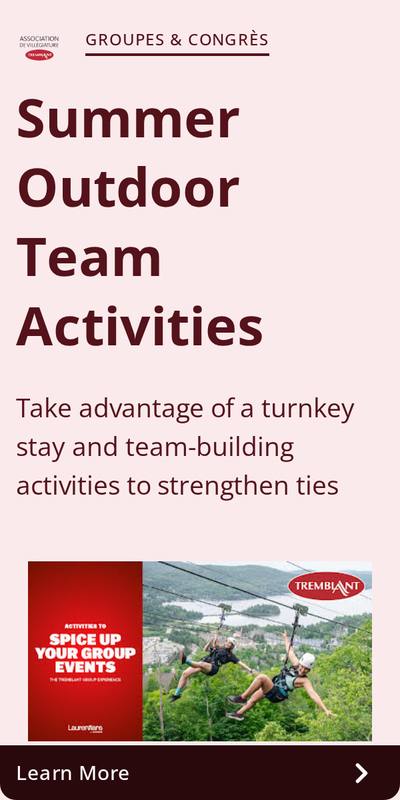 ASSOCIATION
DE VILLÉGIATURE
TREMBLANT
GROUPES & CONGRÈS
Summer
Outdoor
Team
Activities
Take advantage of a turnkey
stay and team-building
activities to strengthen ties
TREMBLANT
ACTIVITIES TO
SPICE UP
YOUR GROUP
EVENTS
THE TREMBLANT GROUP EXPERIENCE
Laurentians
Learn More